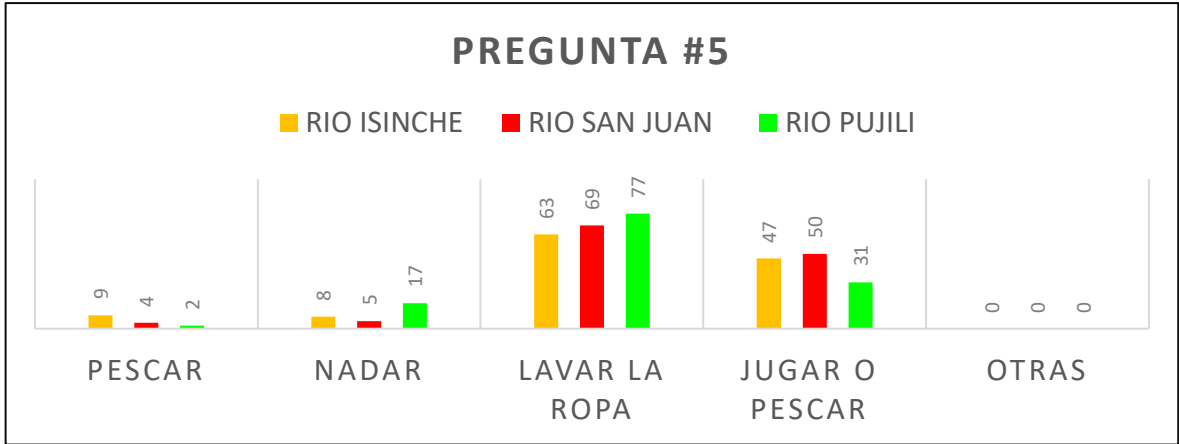 PREGUNTA #5
RIO ISINCHE RIO SAN JUAN RIO PUJILI
9 4 2 8 5 17 63 69 77 47 50 31 0 0 0
PESCAR NADAR LAVAR LA ROPA JUGAR O PESCAR OTRAS